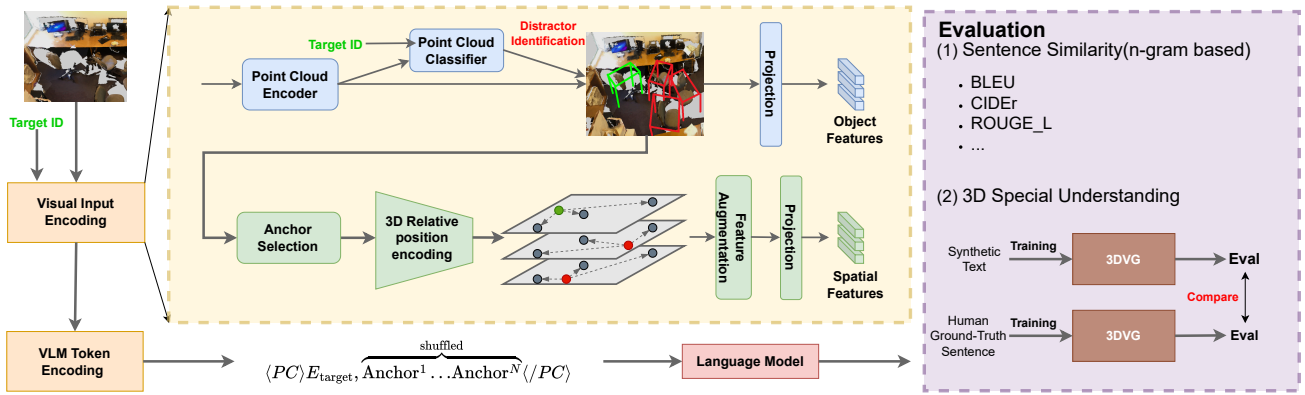 Target ID
Visual Input
Encoding
VLM Token
Encoding
Target ID
Point Cloud
Encoder
Point Cloud
Classifier
Distractor
Identification
Projection
Object
Features
Anchor
Selection
3D Relative
position
encoding
Feature
Augmentation
Projection
Spatial
Features
shuffled
⟨PC⟩E_target, Anchor^1 ...Anchor^N⟨/PC⟩
Language Model
Evaluation
(1) Sentence Similarity(n-gram based)
• BLEU
• CIDEr
• ROUGE_L
• ...
(2) 3D Special Understanding
Synthetic
Text
Training
3DVG
Eval
Compare
Human
Ground-Truth
Sentence
Training
3DVG
Eval